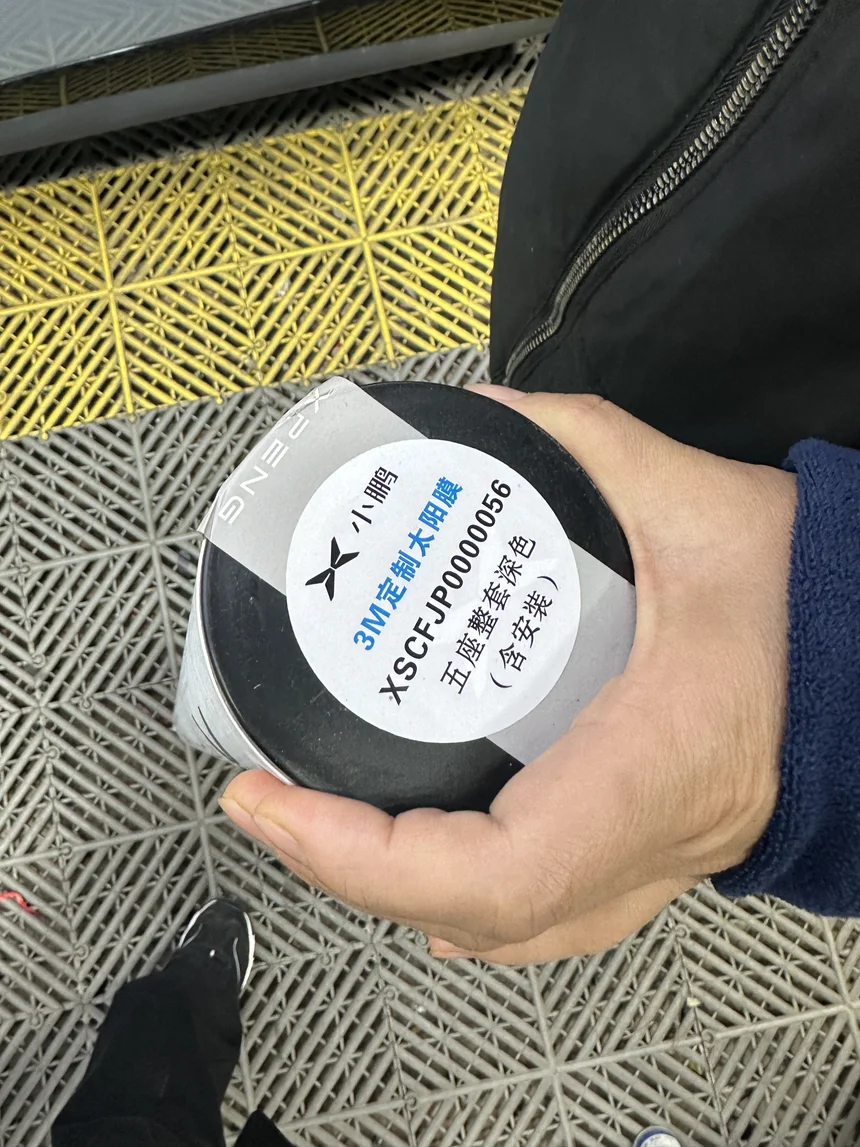 XPENG
小鹏
3M定制太阳膜
XSCFJP0000056
五座整套深色
（含安装）